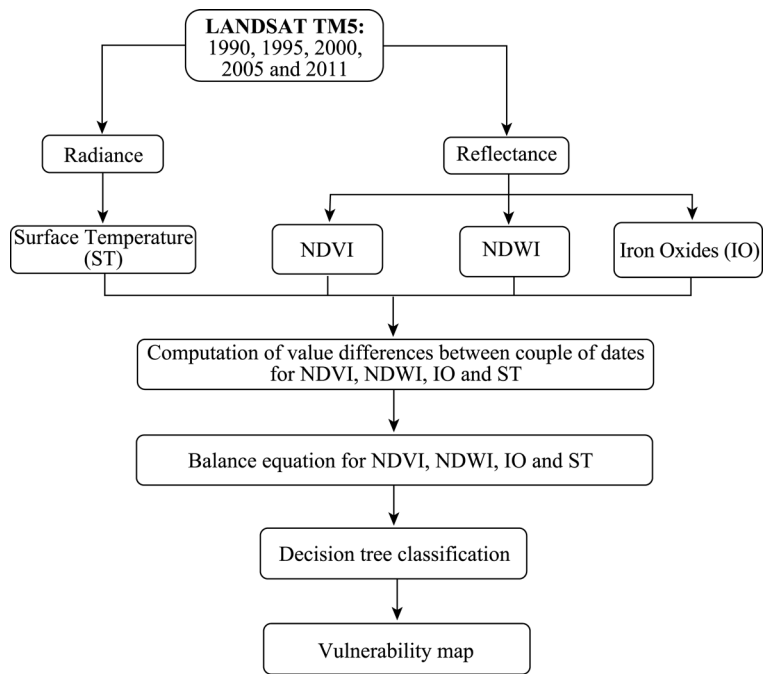 LANDSAT TM5:
1990, 1995, 2000,
2005 and 2011
Radiance
Reflectance
Surface Temperature
(ST)
NDVI
NDWI
Iron Oxides (IO)
Computation of value differences between couple of dates
for NDVI, NDWI, IO and ST
Balance equation for NDVI, NDWI, IO and ST
Decision tree classification
Vulnerability map